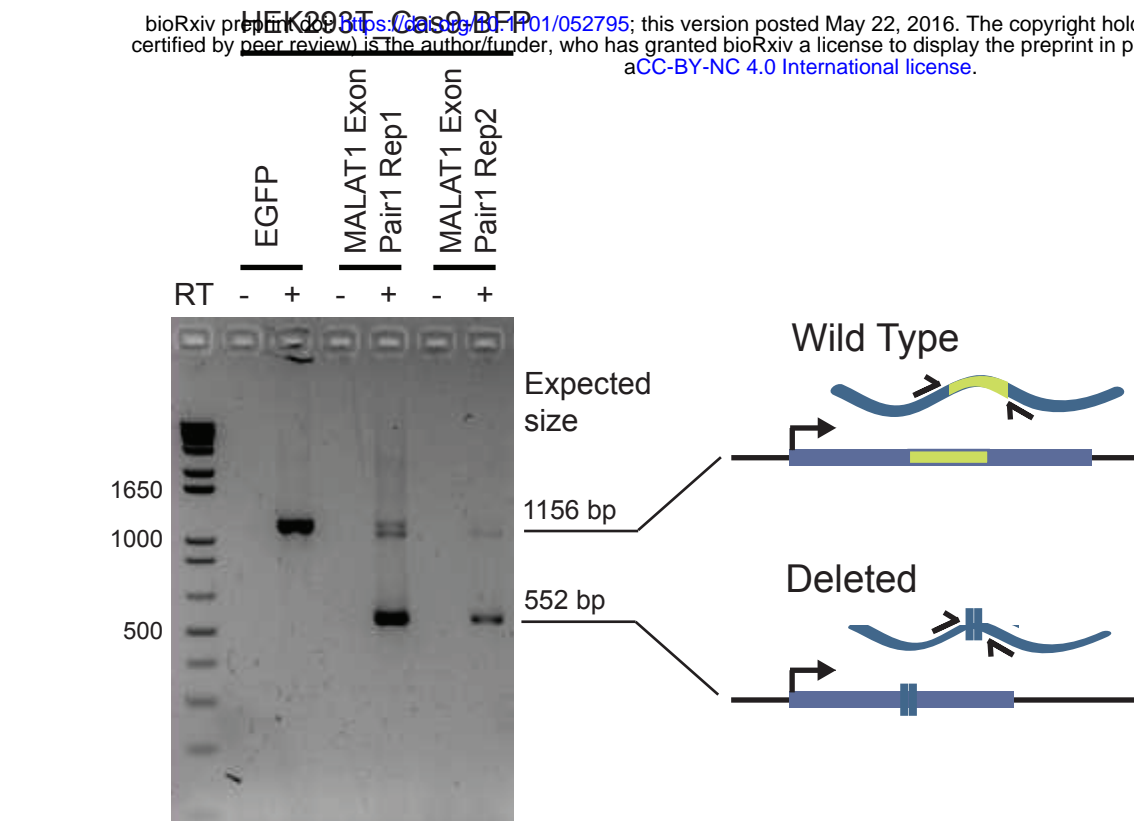 bioRxiv preprint doi: https://doi.org/10.1101/052795; this version posted May 22, 2016. The copyright hol
certified by peer review) is the author/funder, who has granted bioRxiv a license to display the preprint in p
aCC-BY-NC 4.0 International license.
HEK293T_Cas9-BFP
EGFP
MALAT1 Exon
Pair1 Rep1
MALAT1 Exon
Pair1 Rep2
RT - + - + - +
Expected
size
1650
1000
500
1156 bp
552 bp
Wild Type
Deleted